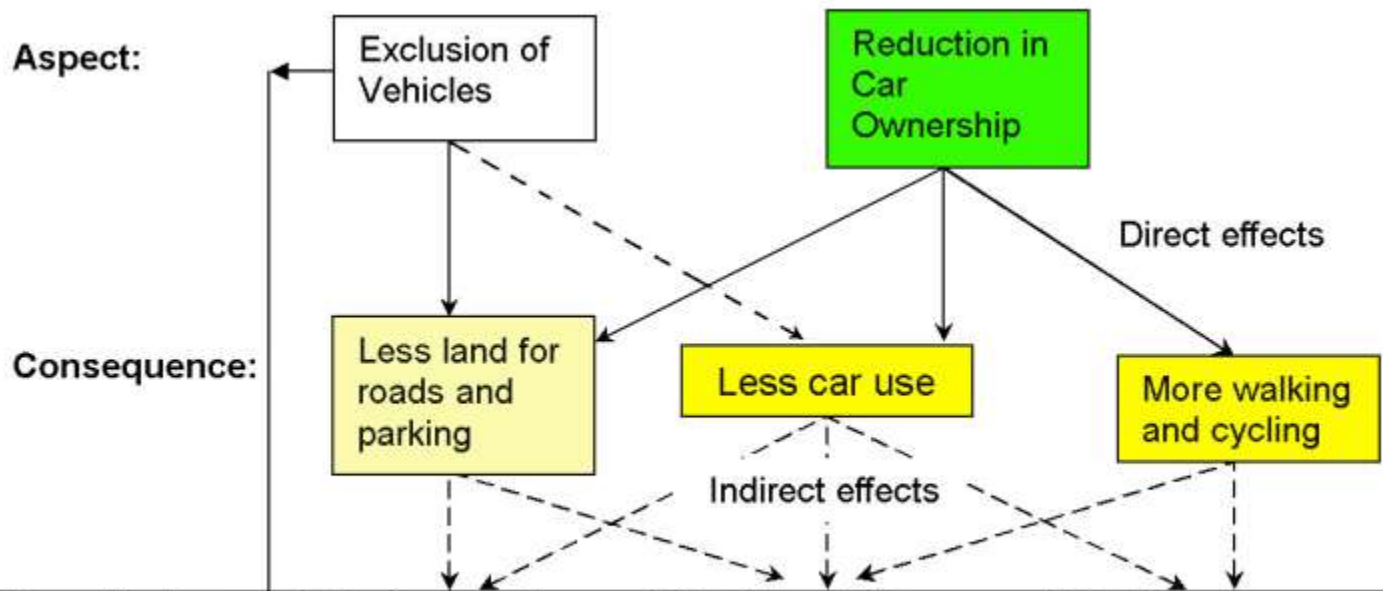 Aspect:
Exclusion of
Vehicles
Reduction in
Car
Ownership
Direct effects
Consequence:
Less land for
roads and
parking
Less car use
More walking
and cycling
Indirect effects